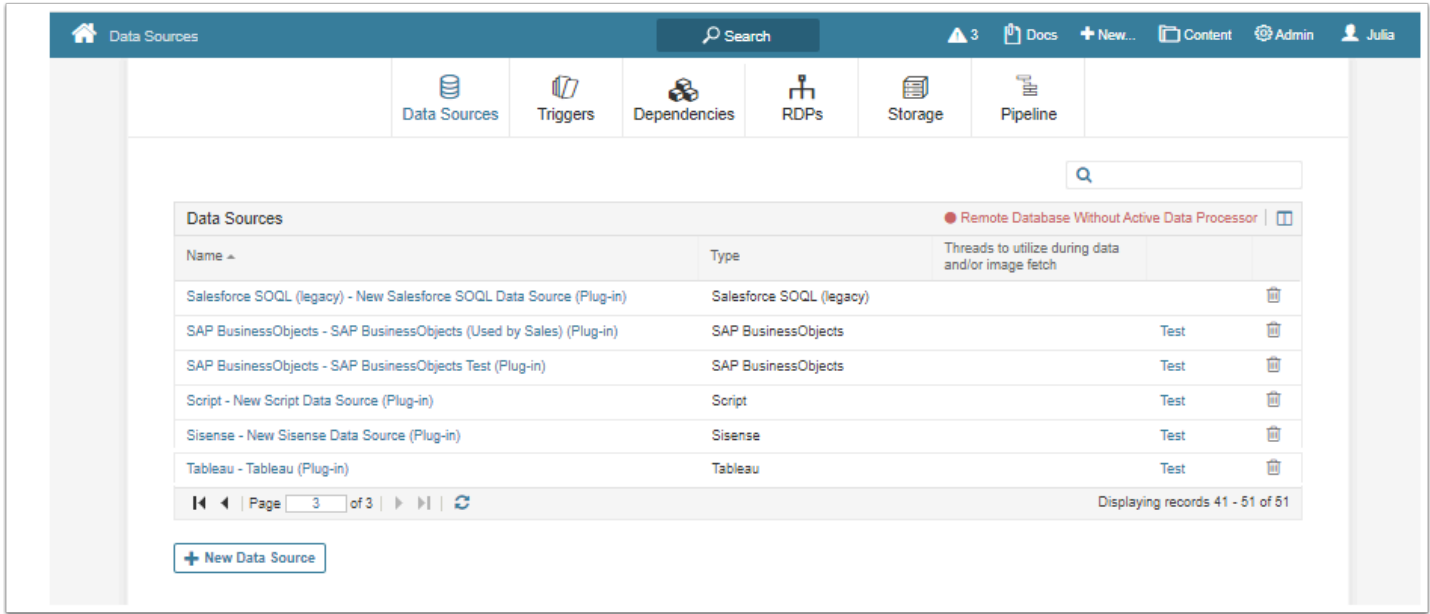 Data Sources Search 3 Docs New... Content Admin Julia
Data Sources Triggers Dependencies RDPs Storage Pipeline
Data Sources Remote Database Without Active Data Processor
Name Type Threads to utilize during data
and/or image fetch
Salesforce SOQL (legacy) - New Salesforce SOQL Data Source (Plug-in) Salesforce SOQL (legacy)
SAP BusinessObjects - SAP BusinessObjects (Used by Sales) (Plug-in) SAP BusinessObjects Test
SAP BusinessObjects - SAP BusinessObjects Test (Plug-in) SAP BusinessObjects Test
Script - New Script Data Source (Plug-in) Script Test
Sisense - New Sisense Data Source (Plug-in) Sisense Test
Tableau - Tableau (Plug-in) Tableau Test
Page 3 of 3 Displaying records 41 - 51 of 51
New Data Source